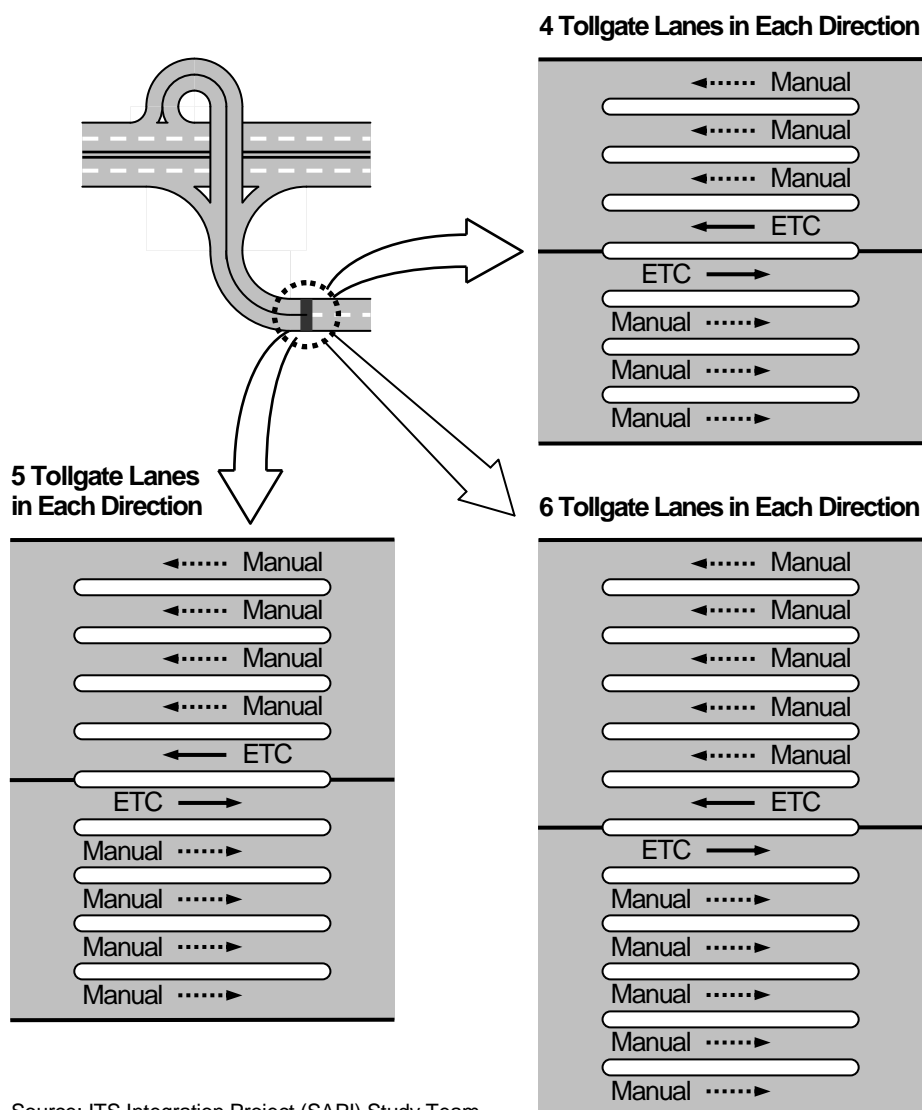 4 Tollgate Lanes in Each Direction
Manual
Manual
Manual
ETC
ETC
Manual
Manual
Manual
5 Tollgate Lanes
in Each Direction
Manual
Manual
Manual
Manual
ETC
ETC
Manual
Manual
Manual
Manual
6 Tollgate Lanes in Each Direction
Manual
Manual
Manual
Manual
Manual
ETC
ETC
Manual
Manual
Manual
Manual
Manual
Source: ITS Integration Project (SAPI) Study Team